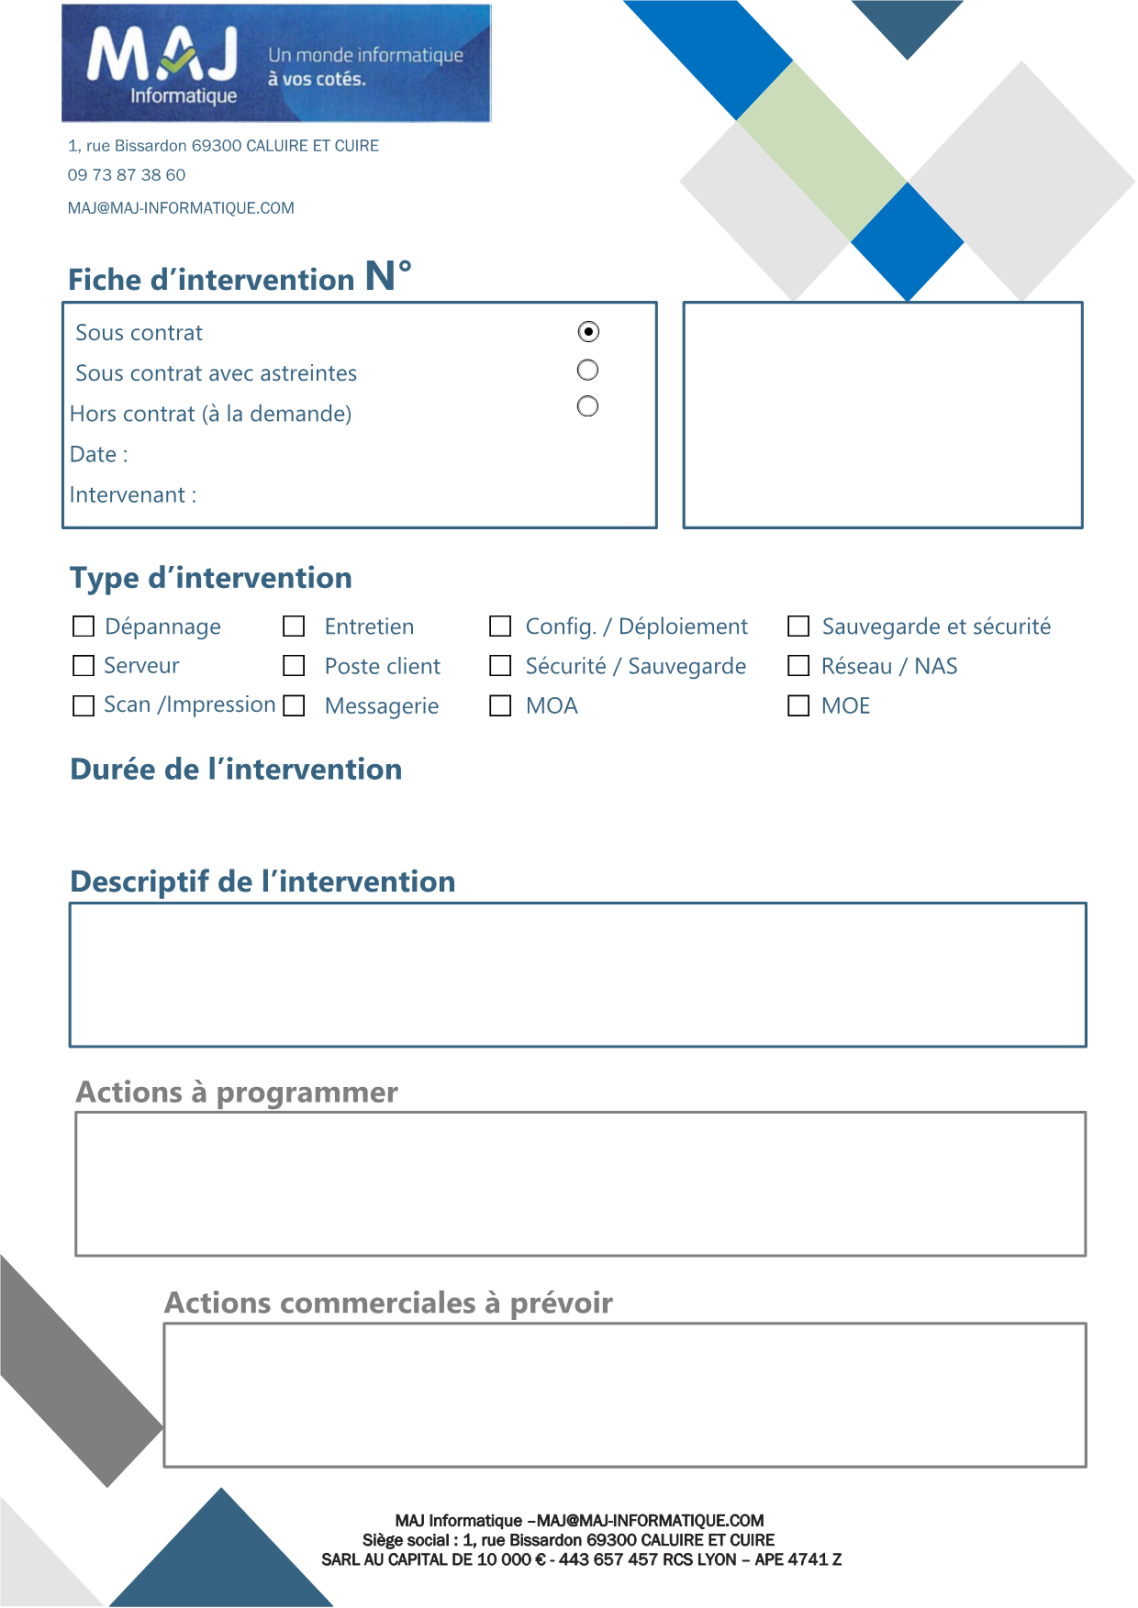 MAJ
Informatique
Un monde informatique
à vos cotés.
1, rue Bissardon 69300 CALUIRE ET CUIRE
09 73 87 38 60
MAJ@MAJ-INFORMATIQUE.COM
Fiche d’intervention N°
Sous contrat
Sous contrat avec astreintes
Hors contrat (à la demande)
Date :
Intervenant :
Type d’intervention
Dépannage Entretien Config. / Déploiement Sauvegarde et sécurité
Serveur Poste client Sécurité / Sauvegarde Réseau / NAS
Scan /Impression Messagerie MOA MOE
Durée de l’intervention
Descriptif de l’intervention
Actions à programmer
Actions commerciales à prévoir
MAJ Informatique –MAJ@MAJ-INFORMATIQUE.COM
Siège social : 1, rue Bissardon 69300 CALUIRE ET CUIRE
SARL AU CAPITAL DE 10 000 € - 443 657 457 RCS LYON – APE 4741 Z